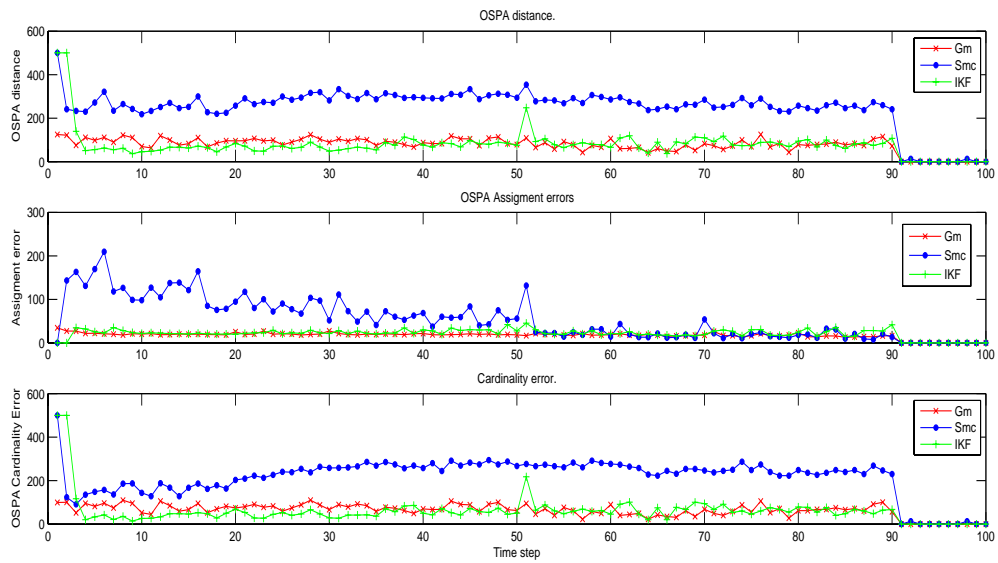 OSPA distance.
OSPA distance
600
400
200
0
Gm
Smc
IKF
0 10 20 30 40 50 60 70 80 90 100
OSPA Assigment errors
Assigment error
300
200
100
0
Gm
Smc
IKF
0 10 20 30 40 50 60 70 80 90 100
Cardinality error.
OSPA Cardinality Error
600
400
200
0
Gm
Smc
IKF
0 10 20 30 40 50 60 70 80 90 100
Time step